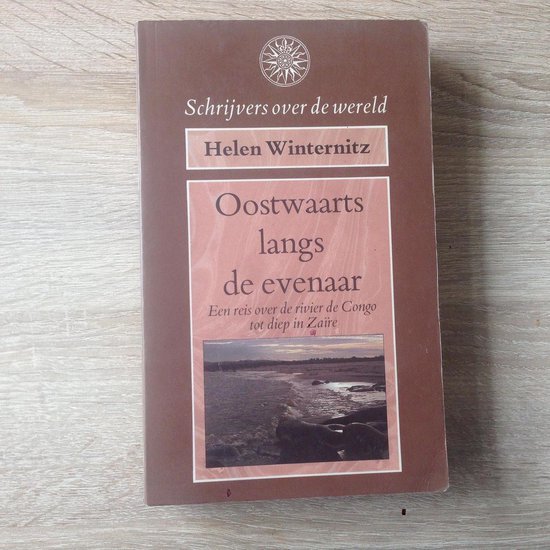 Schrijvers over de wereld
Helen Winternitz
Oostwaarts
langs
de evenaar
Een reis over de rivier de Congo
tot diep in Zaïre